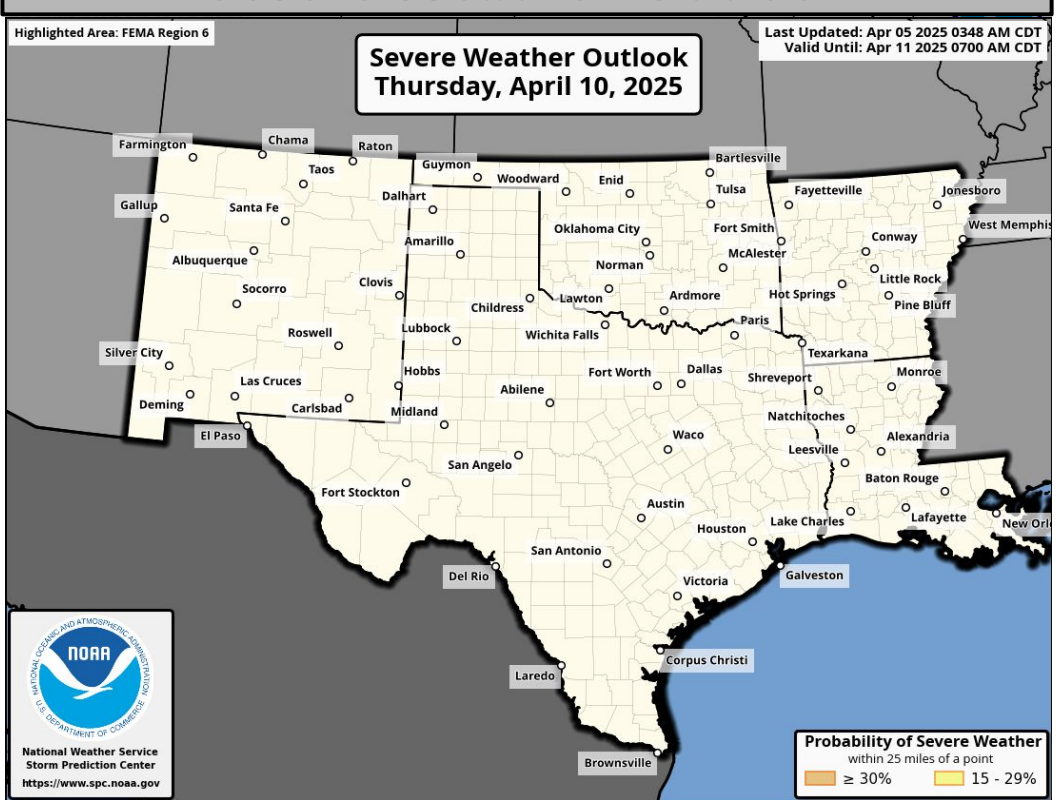 Highlighted Area: FEMA Region 6
Last Updated: Apr 05 2025 0348 AM CDT
Valid Until: Apr 11 2025 0700 AM CDT
Severe Weather Outlook
Thursday, April 10, 2025
Farmington
Chama
Raton
Taos
Guymon
Woodward
Enid
Bartlesville
Tulsa
Fayetteville
Jonesboro
Gallup
Santa Fe
Dalhart
Oklahoma City
Fort Smith
West Memphis
Albuquerque
Amarillo
Norman
McAlester
Conway
Socorro
Clovis
Childress
Lawton
Ardmore
Hot Springs
Little Rock
Pine Bluff
Roswell
Lubbock
Wichita Falls
Paris
Texarkana
Silver City
Las Cruces
Hobbs
Abilene
Fort Worth
Dallas
Shreveport
Monroe
Deming
Carlsbad
Midland
Natchitoches
El Paso
Waco
Leesville
Alexandria
San Angelo
Baton Rouge
Fort Stockton
Austin
Houston
Lake Charles
Lafayette
New Orl
San Antonio
Del Rio
Victoria
Galveston
Laredo
Corpus Christi
Brownsville
NATIONAL OCEANIC AND ATMOSPHERIC ADMINISTRATION
NOAA
U.S. DEPARTMENT OF COMMERCE
National Weather Service
Storm Prediction Center
https://www.spc.noaa.gov
Probability of Severe Weather
within 25 miles of a point
≥ 30%
15 - 29%